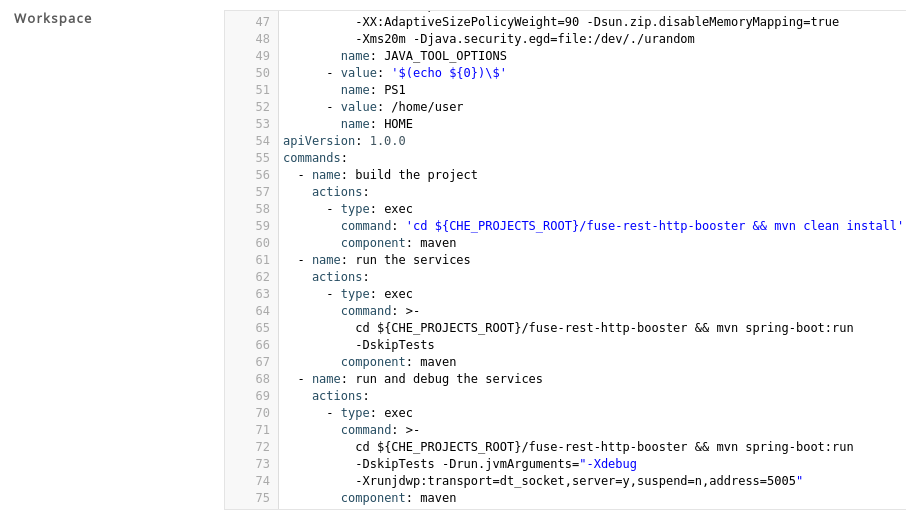 Workspace
47 -XX:AdaptiveSizePolicyWeight=90 -Dsun.zip.disableMemoryMapping=true
48 -Xms20m -Djava.security.egd=file:/dev/./urandom
49 name: JAVA_TOOL_OPTIONS
50 - value: '$(echo ${0})\$'
51 name: PS1
52 - value: /home/user
53 name: HOME
54 apiVersion: 1.0.0
55 commands:
56 - name: build the project
57 actions:
58 - type: exec
59 command: 'cd ${CHE_PROJECTS_ROOT}/fuse-rest-http-booster && mvn clean install'
60 component: maven
61 - name: run the services
62 actions:
63 - type: exec
64 command: >-
65 cd ${CHE_PROJECTS_ROOT}/fuse-rest-http-booster && mvn spring-boot:run
66 -DskipTests
67 component: maven
68 - name: run and debug the services
69 actions:
70 - type: exec
71 command: >-
72 cd ${CHE_PROJECTS_ROOT}/fuse-rest-http-booster && mvn spring-boot:run
73 -DskipTests -Drun.jvmArguments="-Xdebug
74 -Xrunjdwp:transport=dt_socket,server=y,suspend=n,address=5005"
75 component: maven